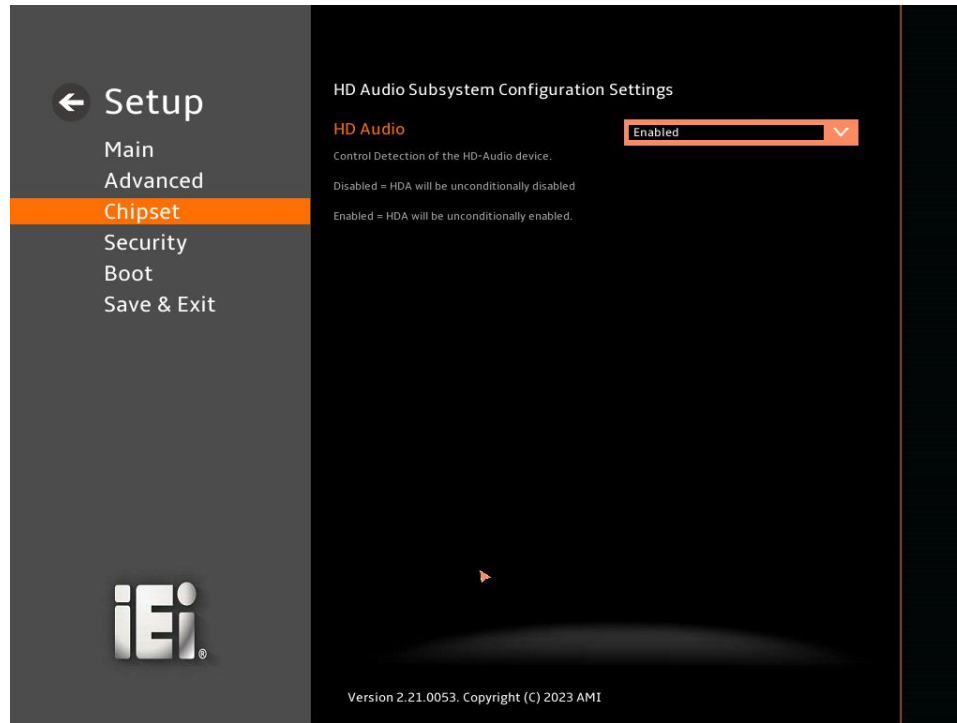 Setup
Main
Advanced
Chipset
Security
Boot
Save & Exit
iEi®
HD Audio Subsystem Configuration Settings
HD Audio
Enabled
Control Detection of the HD-Audio device.
Disabled = HDA will be unconditionally disabled
Enabled = HDA will be unconditionally enabled.
Version 2.21.0053. Copyright (C) 2023 AMI